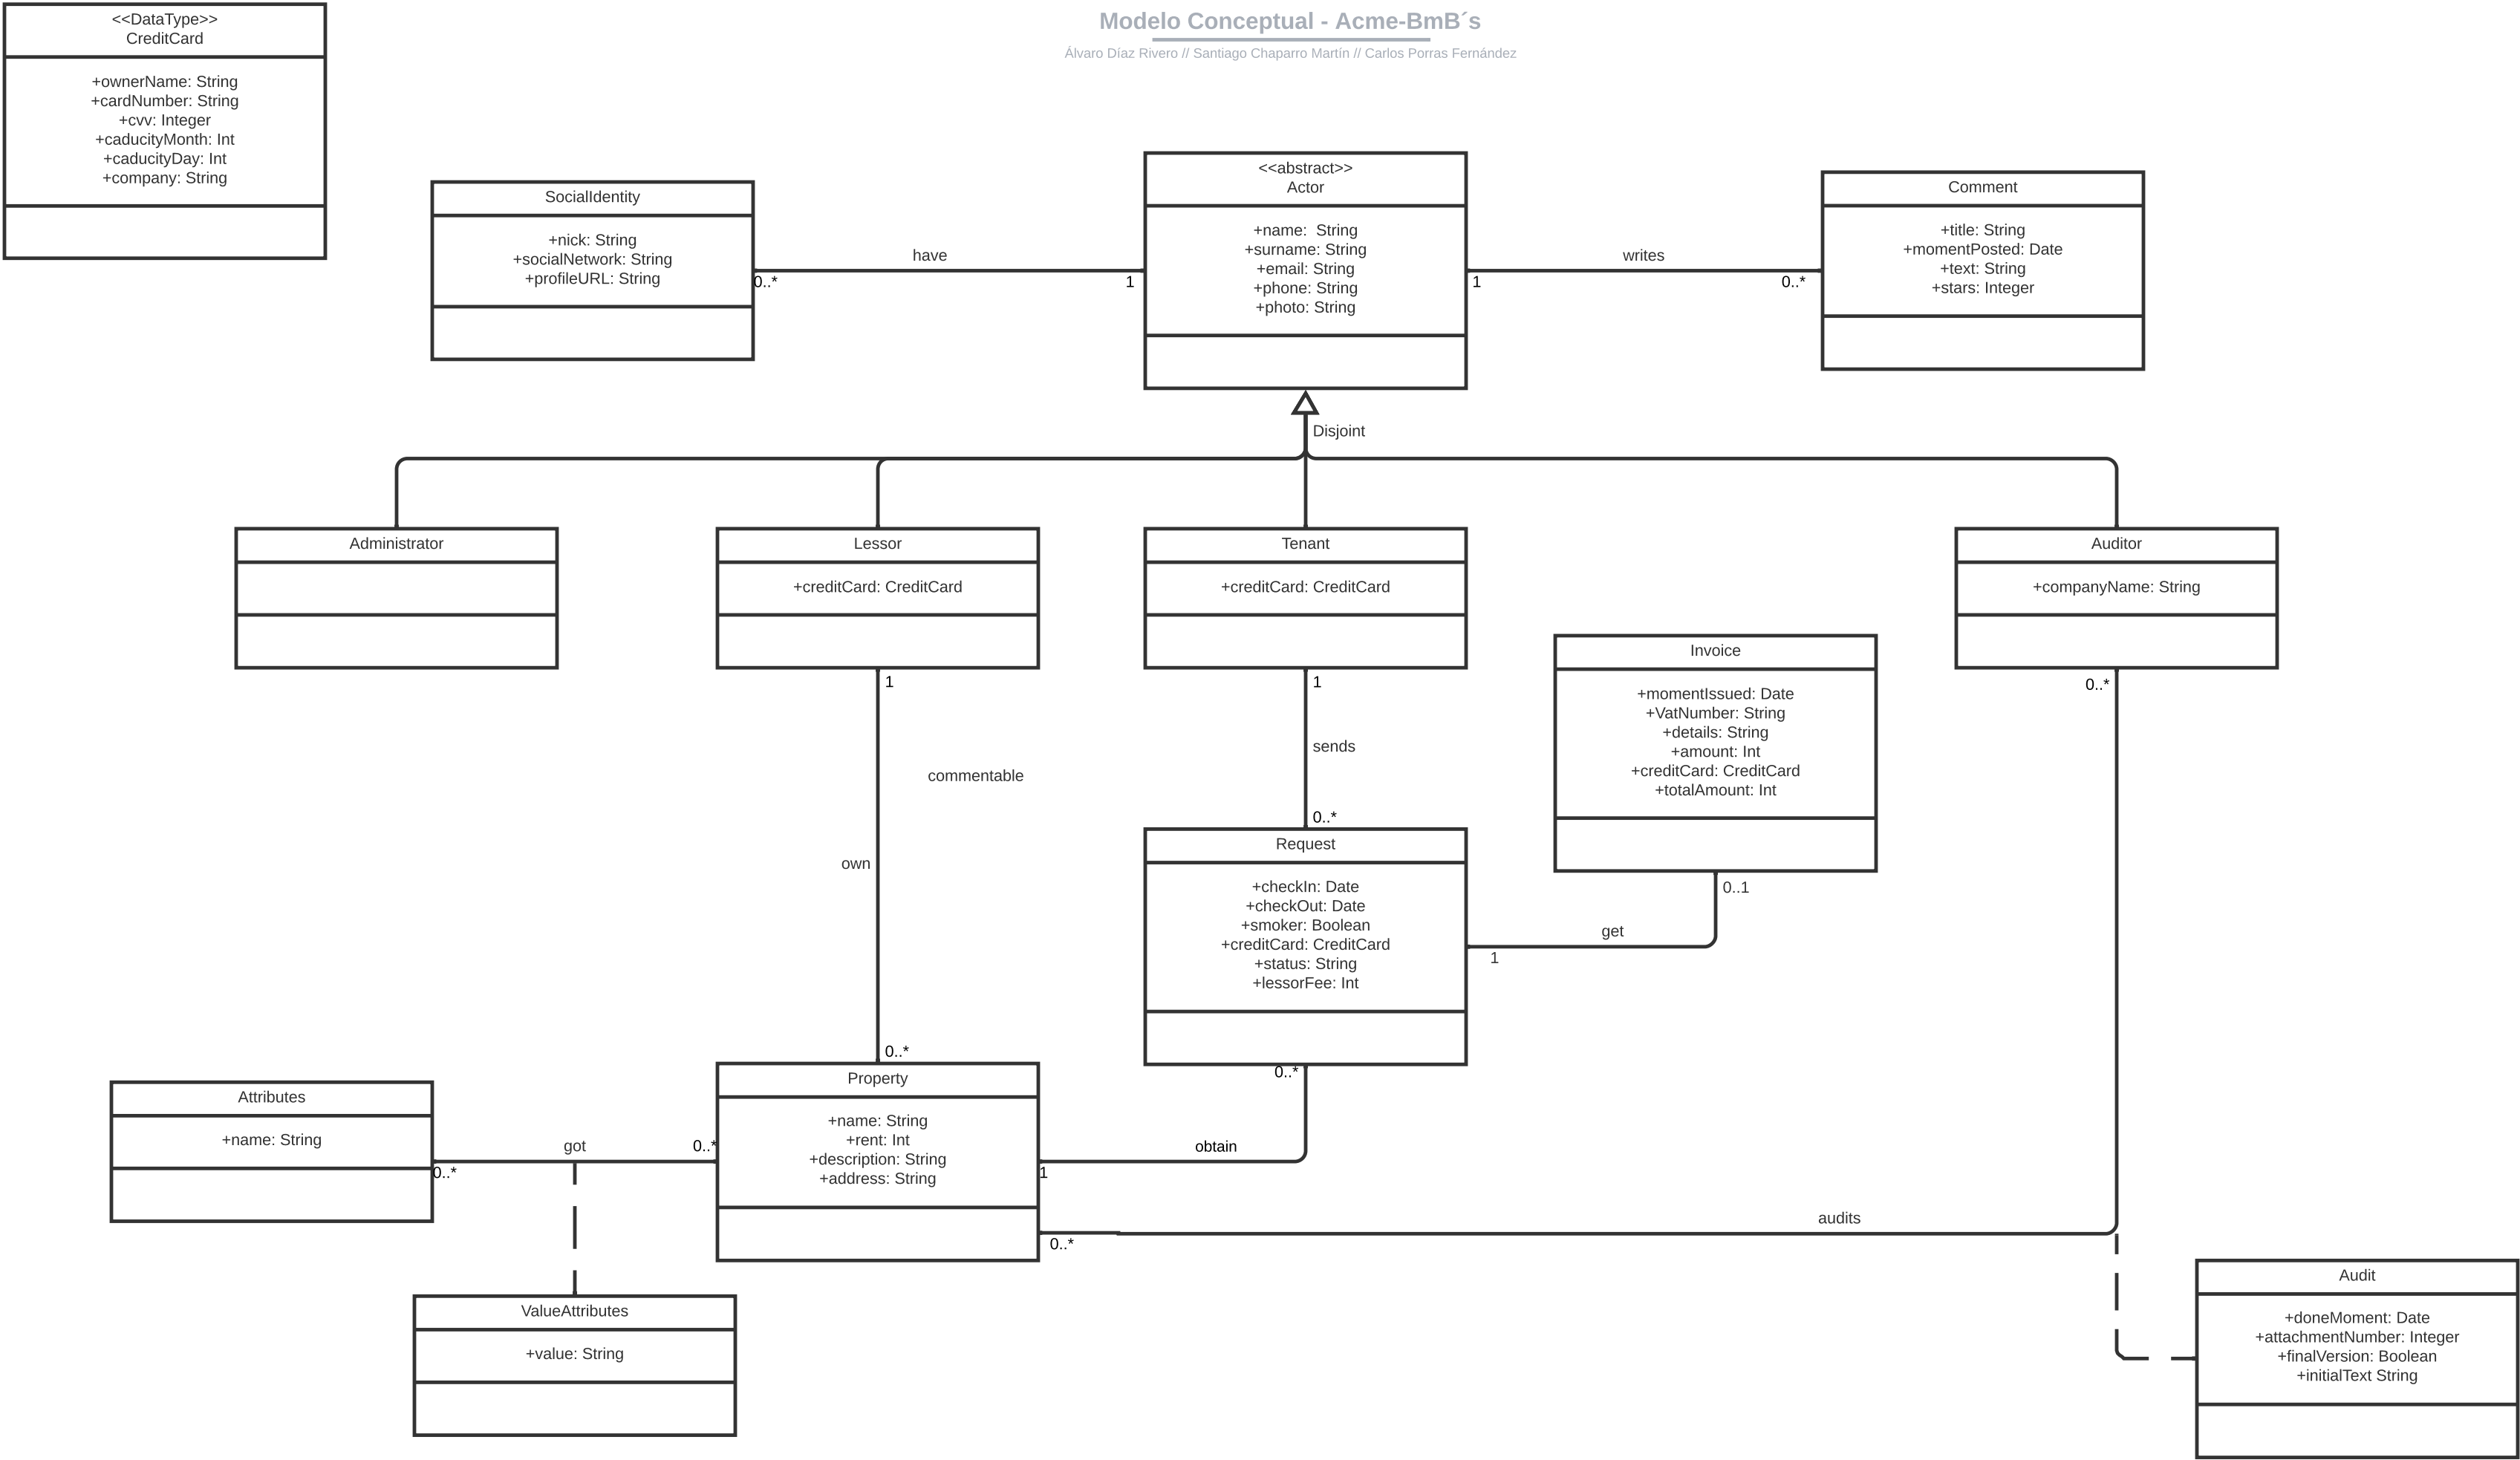 Modelo Conceptual - Acme-BmB´s
Álvaro Díaz Rivero // Santiago Chaparro Martín // Carlos Porras Fernández
<<DataType>>
CreditCard
+ownerName: String
+cardNumber: String
+cvv: Integer
+caducityMonth: Int
+caducityDay: Int
+company: String
SocialIdentity
+nick: String
+socialNetwork: String
+profileURL: String
have
0..*
1
<<abstract>>
Actor
+name:  String
+surname: String
+email: String
+phone: String
+photo: String
writes
1
0..*
Comment
+title: String
+momentPosted: Date
+text: String
+stars: Integer
Disjoint
Administrator
Lessor
+creditCard: CreditCard
Tenant
+creditCard: CreditCard
Auditor
+companyName: String
Invoice
+momentIssued: Date
+VatNumber: String
+details: String
+amount: Int
+creditCard: CreditCard
+totalAmount: Int
1
1
0..*
sends
commentable
0..*
own
Request
+checkIn: Date
+checkOut: Date
+smoker: Boolean
+creditCard: CreditCard
+status: String
+lessorFee: Int
0..1
get
1
0..*
0..*
Attributes
+name: String
got
0..*
0..*
Property
+name: String
+rent: Int
+description: String
+address: String
obtain
1
audits
0..*
ValueAttributes
+value: String
Audit
+doneMoment: Date
+attachmentNumber: Integer
+finalVersion: Boolean
+initialText String